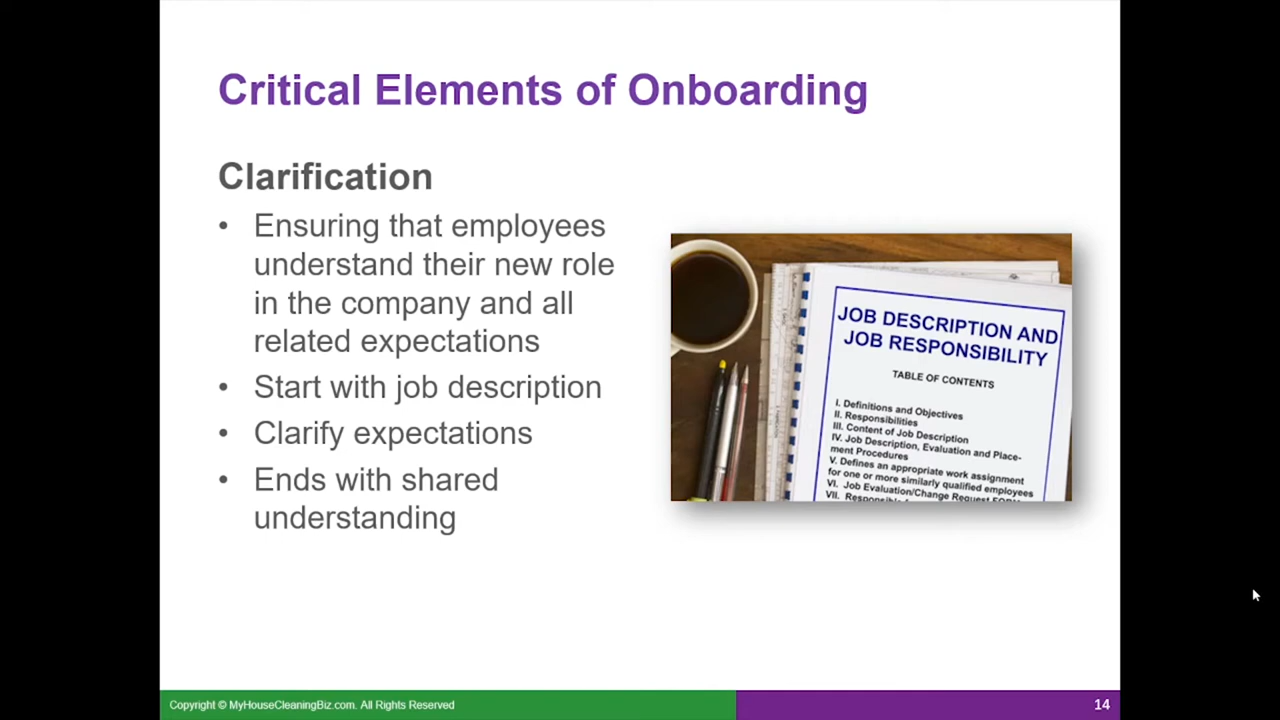 Critical Elements of Onboarding
Clarification
• Ensuring that employees
understand their new role
in the company and all
related expectations
• Start with job description
• Clarify expectations
• Ends with shared
understanding
JOB DESCRIPTION AND
JOB RESPONSIBILITY
TABLE OF CONTENTS
I. Definitions and Objectives
II. Responsibilities
III. Content of Job Description
IV. Job Description, Evaluation and Place-
ment Procedures
V. Defines an appropriate work assignment
for one or more similarly qualified employees
VI. Job Evaluation/Change Request
VII.
Copyright © MyHouseCleaningBiz.com. All Rights Reserved
14